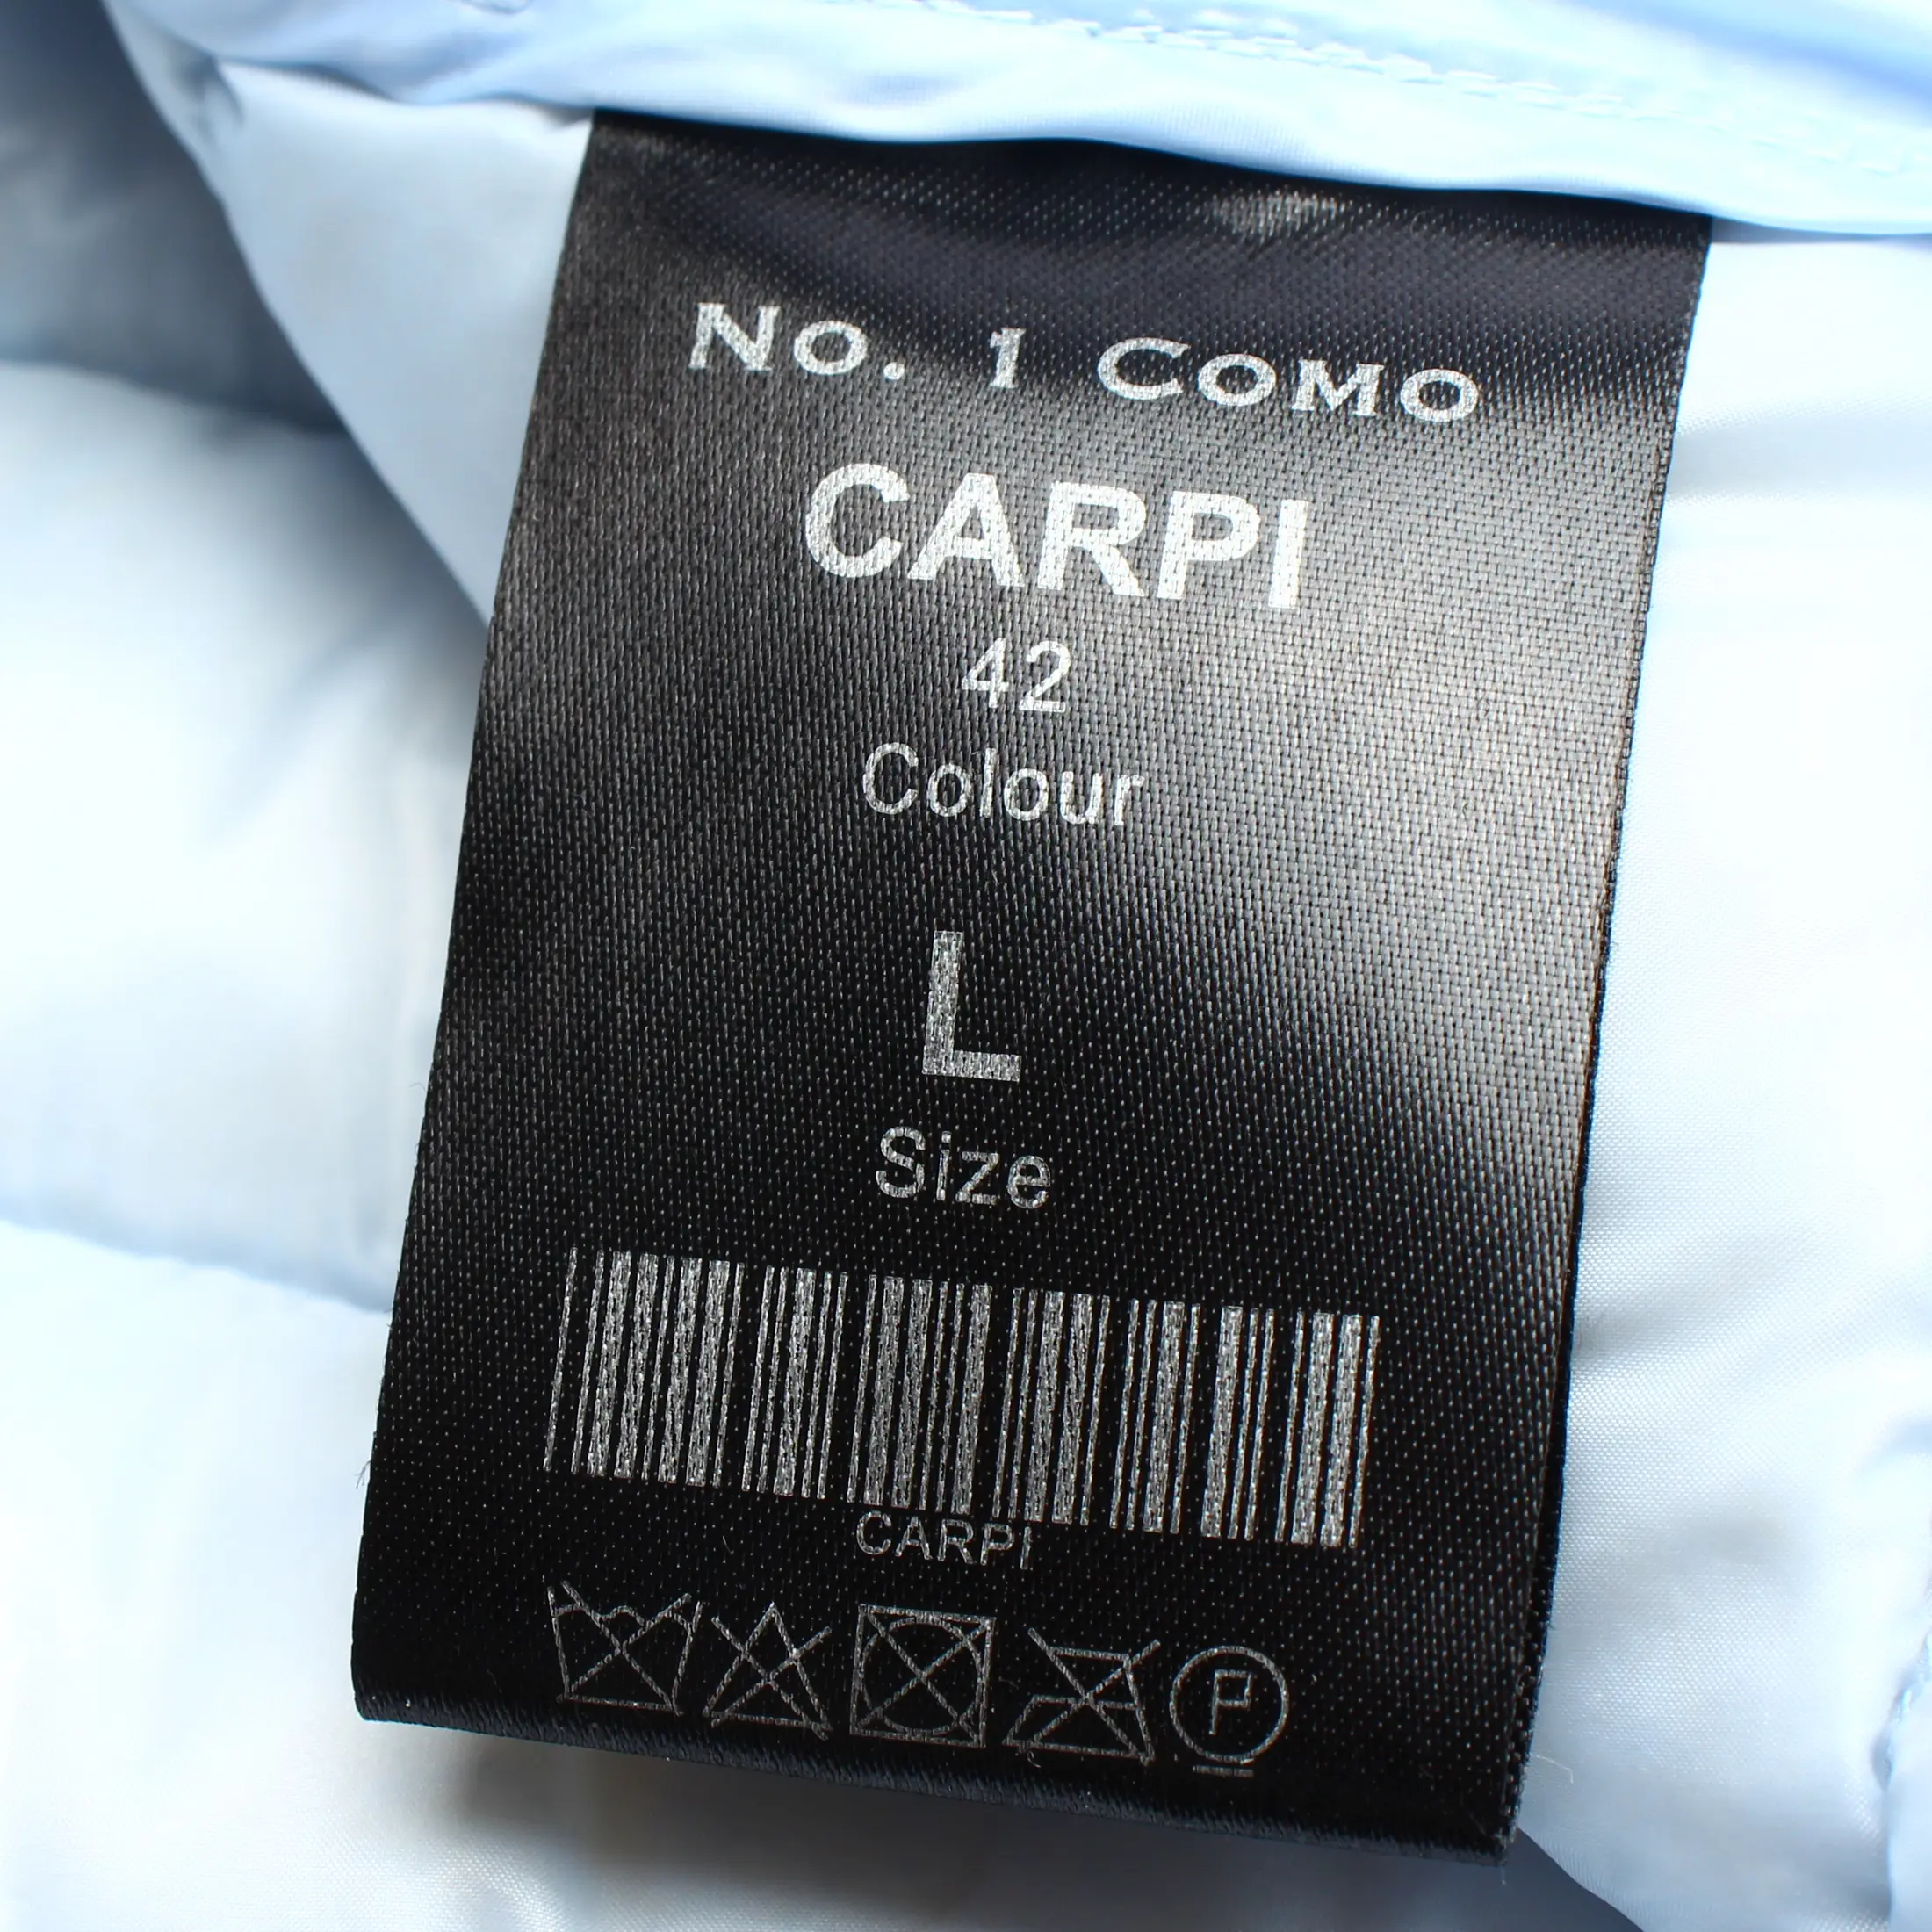 No. 1 Como
CARPI
42
Colour
L
Size
CARPI
P